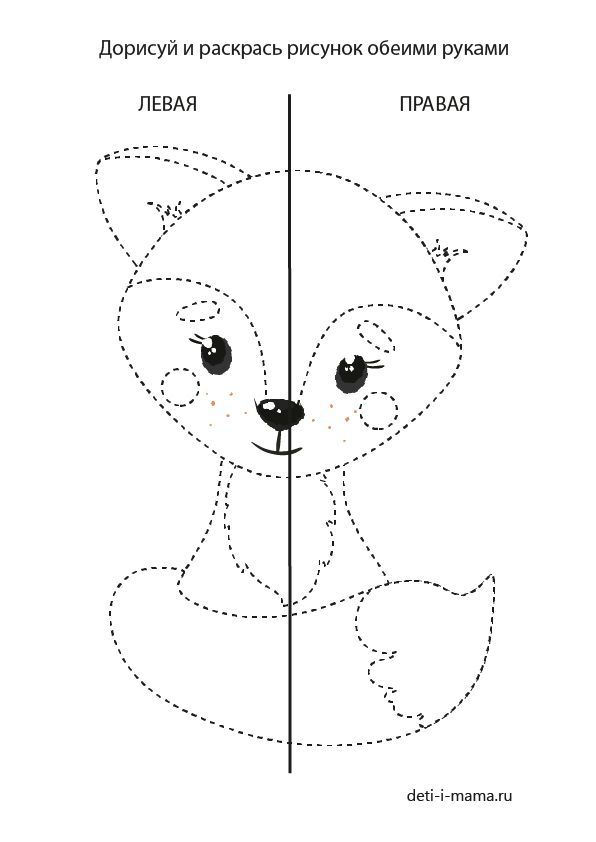 Дорисуй и раскрась рисунок обеими руками
ЛЕВАЯ ПРАВАЯ
deti-i-mama.ru